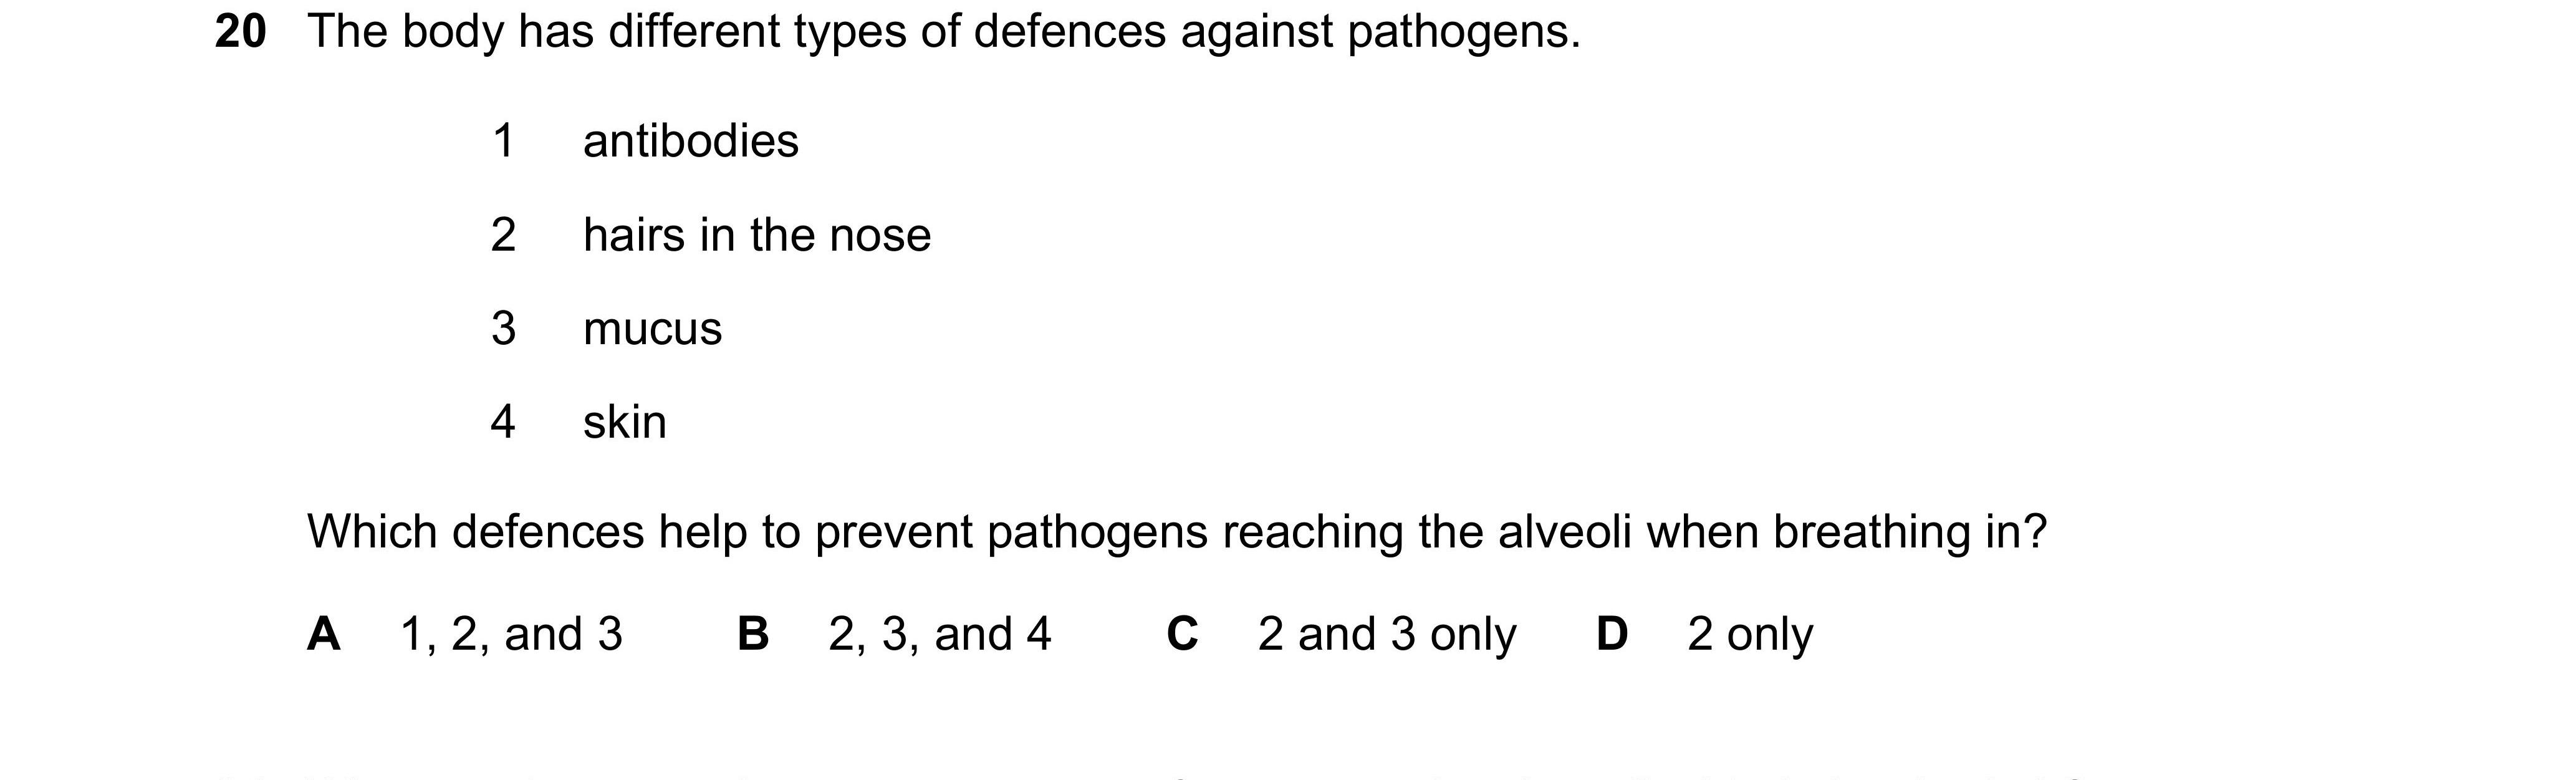 20 The body has different types of defences against pathogens.
1 antibodies
2 hairs in the nose
3 mucus
4 skin
Which defences help to prevent pathogens reaching the alveoli when breathing in?
A 1, 2, and 3 B 2, 3, and 4 C 2 and 3 only D 2 only